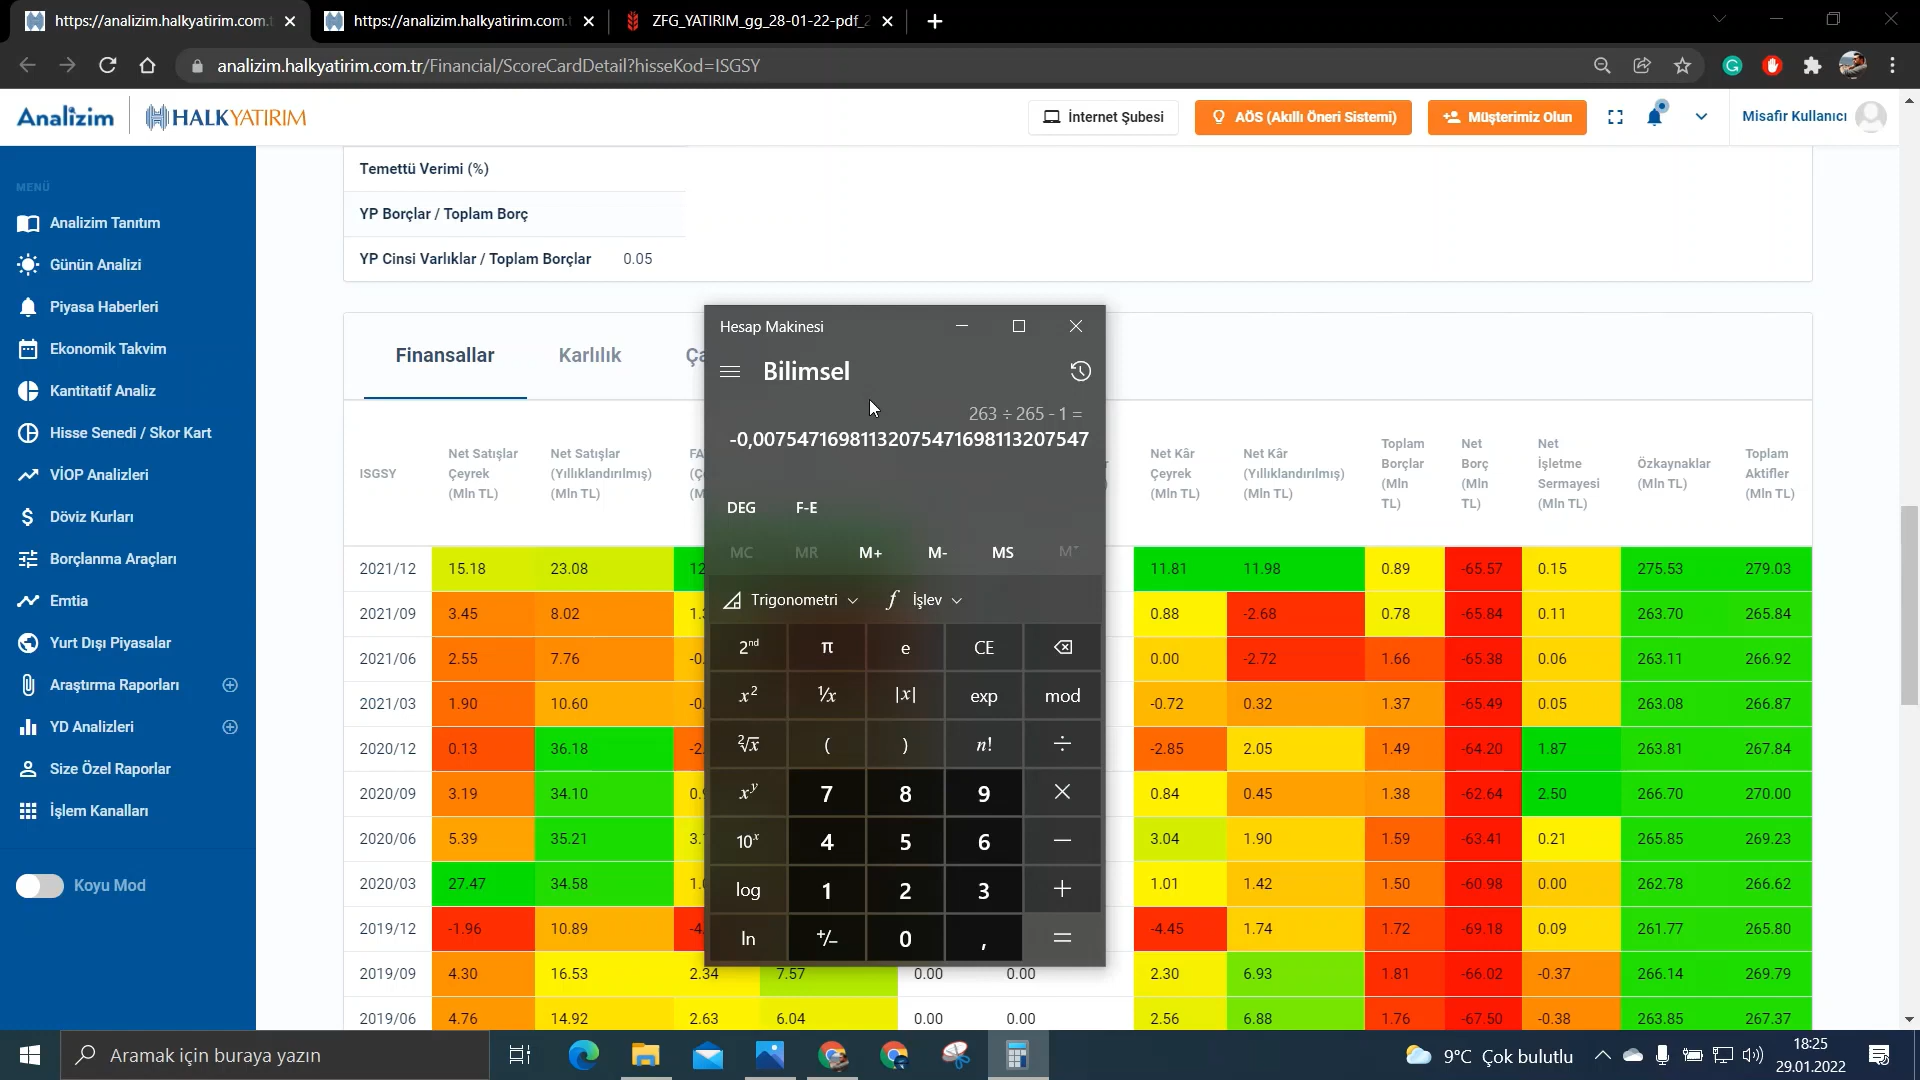 https://analizim.halkyatirim.com.
https://analizim.halkyatirim.com.t
ZFG_YATIRIM_gg_28-01-22-pdf_2
analizim.halkyatirim.com.tr/Financial/ScoreCardDetail?hisseKod=ISGSY
Analizim
HALKYATIRIM
İnternet Şubesi
AÖS (Akıllı Öneri Sistemi)
Müşterimiz Olun
Misafir Kullanıcı
MENÜ
Analizim Tanıtım
Günün Analizi
Piyasa Haberleri
Ekonomik Takvim
Kantitatif Analiz
Hisse Senedi / Skor Kart
VİOP Analizleri
Döviz Kurları
Borçlanma Araçları
Emtia
Yurt Dışı Piyasalar
Araştırma Raporları
YD Analizleri
Size Özel Raporlar
İşlem Kanalları
Koyu Mod
Temettü Verimi (%)
YP Borçlar / Toplam Borç
YP Cinsi Varlıklar / Toplam Borçlar 0.05
Finansallar Karlılık Ça
ISGSY
Net Satışlar
Çeyrek
(Mln TL)
Net Satışlar
(Yıllıklandırılmış)
(Mln TL)
FA
(Ç
(M
Net Kâr
Çeyrek
(Mln TL)
Net Kâr
(Yıllıklandırılmış)
(Mln TL)
Toplam
Borçlar
(Mln
TL)
Net
Borç
(Mln
TL)
Net
İşletme
Sermayesi
(Mln TL)
Özkaynaklar
(Mln TL)
Toplam
Aktifler
(Mln TL)
2021/12 15.18 23.08 12 11.81 11.98 0.89 -65.57 0.15 275.53 279.03
2021/09 3.45 8.02 1. 0.88 -2.68 0.78 -65.84 0.11 263.70 265.84
2021/06 2.55 7.76 -0. 0.00 -2.72 1.66 -65.38 0.06 263.11 266.92
2021/03 1.90 10.60 -0. -0.72 0.32 1.37 -65.49 0.05 263.08 266.87
2020/12 0.13 36.18 -2. -2.85 2.05 1.49 -64.20 1.87 263.81 267.84
2020/09 3.19 34.10 0. 0.84 0.45 1.38 -62.64 2.50 266.70 270.00
2020/06 5.39 35.21 3. 3.04 1.90 1.59 -63.41 0.21 265.85 269.23
2020/03 27.47 34.58 1. 1.01 1.42 1.50 -60.98 0.00 262.78 266.62
2019/12 -1.96 10.89 -4. -4.45 1.74 1.72 -69.18 0.09 261.77 265.80
2019/09 4.30 16.53 2.34 7.57 0.00 0.00 2.30 6.93 1.81 -66.02 -0.37 266.14 269.79
2019/06 4.76 14.92 2.63 6.04 0.00 0.00 2.56 6.88 1.76 -67.50 -0.38 263.85 267.37
Hesap Makinesi
Bilimsel
263 ÷ 265 - 1 =
-0,0075471698113207547169811320754​7
DEG F-E
MC MR M+ M- MS M˅
Trigonometri f İşlev
2ⁿᵈ π e CE
x² ¹/x |x| exp mod
²√x ( ) n! ÷
xʸ 7 8 9 ×
10ˣ 4 5 6 −
log 1 2 3 +
ln +/− 0 , =
Aramak için buraya yazın
9°C Çok bulutlu
18:25
29.01.2022